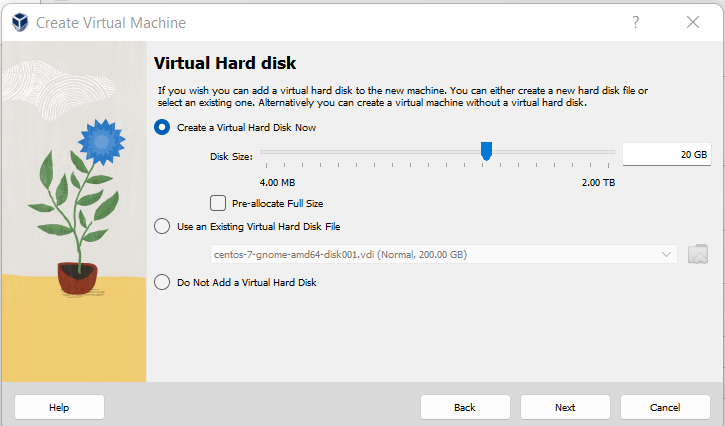 Create Virtual Machine
?
Virtual Hard disk
If you wish you can add a virtual hard disk to the new machine. You can either create a new hard disk file or
select an existing one. Alternatively you can create a virtual machine without a virtual hard disk.
Create a Virtual Hard Disk Now
Disk Size:
20 GB
4.00 MB
2.00 TB
Pre-allocate Full Size
Use an Existing Virtual Hard Disk File
centos-7-gnome-amd64-disk001.vdi (Normal, 200.00 GB)
Do Not Add a Virtual Hard Disk
Help
Back
Next
Cancel